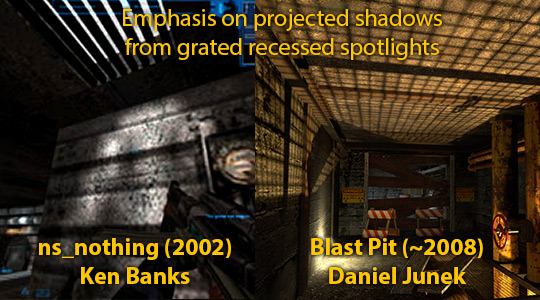 Emphasis on projected shadows
from grated recessed spotlights
ns_nothing (2002)
Ken Banks
Blast Pit (~2008)
Daniel Junek